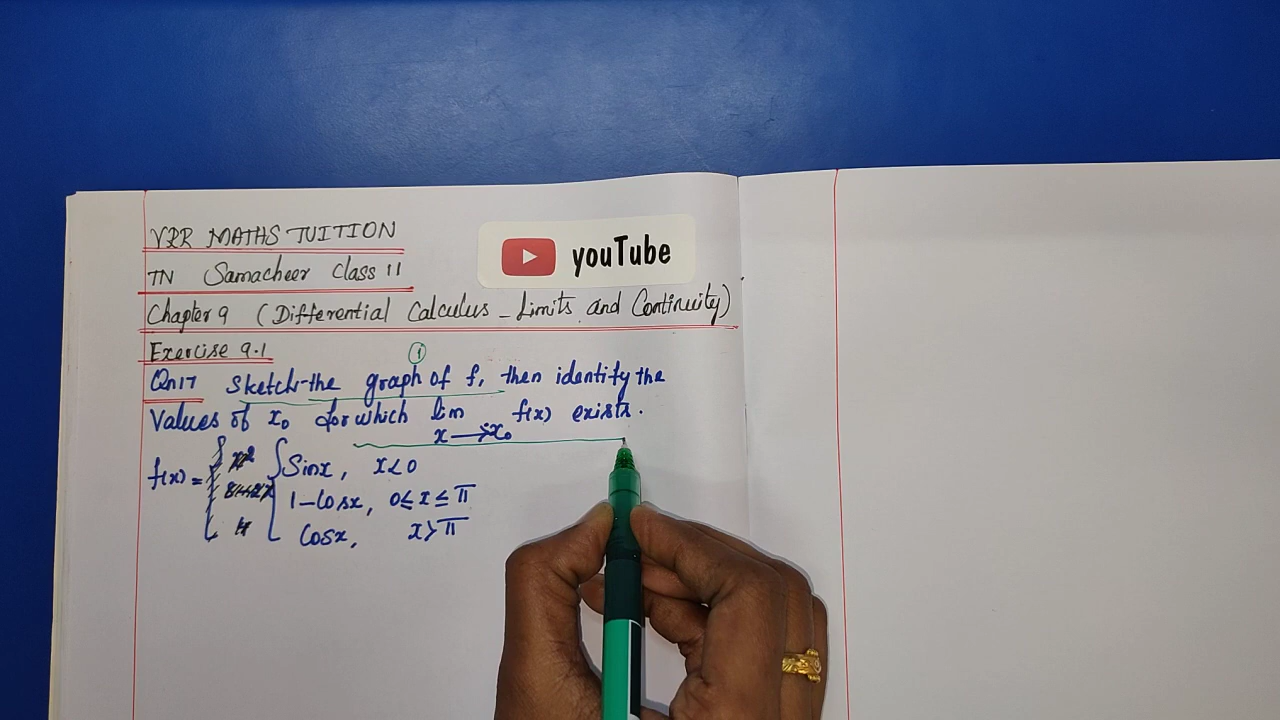 VRR MATHS TUITION
youTube
TN Samacheer Class 11
Chapter 9 (Differential Calculus - Limits and Continuity)
Exercise 9.1
1
Qn17 Sketch the graph of f, then identify the
Values of x₀ for which lim f(x) exists.
x → x₀
f(x) = { Sinx, x<0
1-Cosx, 0≤x≤π
Cosx, x>π